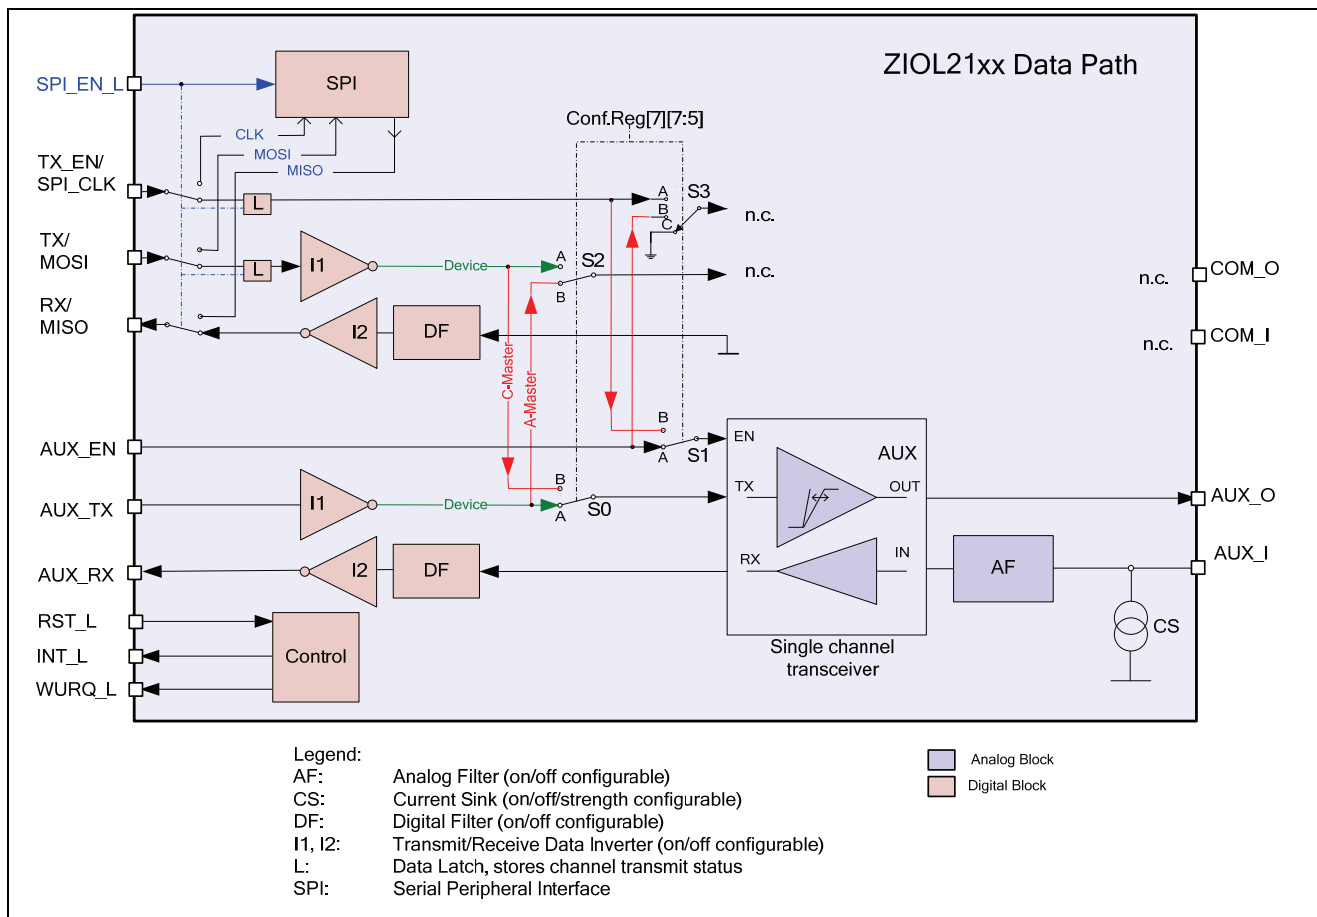 ZIOL21xx Data Path
SPI_EN_L
SPI
Conf.Reg[7][7:5]
CLK
MOSI
MISO
TX_EN/
SPI_CLK
L
A
S3
B
C
n.c.
TX/
MOSI
L
I1
Device
A
S2
B
n.c.
n.c.
COM_O
RX/
MISO
I2
DF
n.c.
COM_I
C-Master
A-Master
B
A
S1
AUX_EN
EN
AUX
AUX_TX
I1
Device
B
A
S0
TX
OUT
AUX_O
AUX_RX
I2
DF
RX
IN
AF
AUX_I
CS
RST_L
INT_L
WURQ_L
Control
Single channel
transceiver
Legend:
AF: Analog Filter (on/off configurable)
CS: Current Sink (on/off/strength configurable)
DF: Digital Filter (on/off configurable)
I1, I2: Transmit/Receive Data Inverter (on/off configurable)
L: Data Latch, stores channel transmit status
SPI: Serial Peripheral Interface
Analog Block
Digital Block